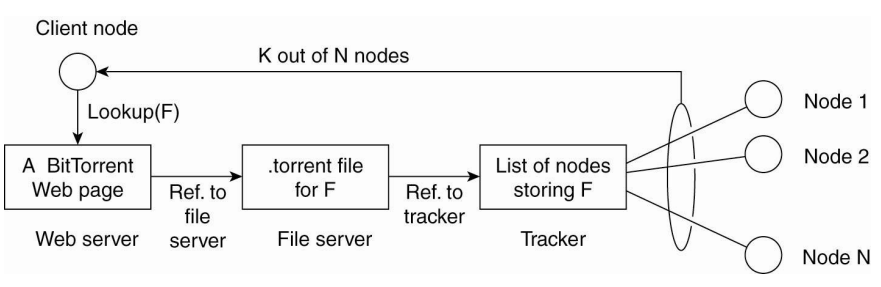 Client node
K out of N nodes
Lookup(F)
Node 1
Node 2
Node N
A BitTorrent
Web page
Ref. to
file
server
.torrent file
for F
Ref. to
tracker
List of nodes
storing F
Web server
File server
Tracker